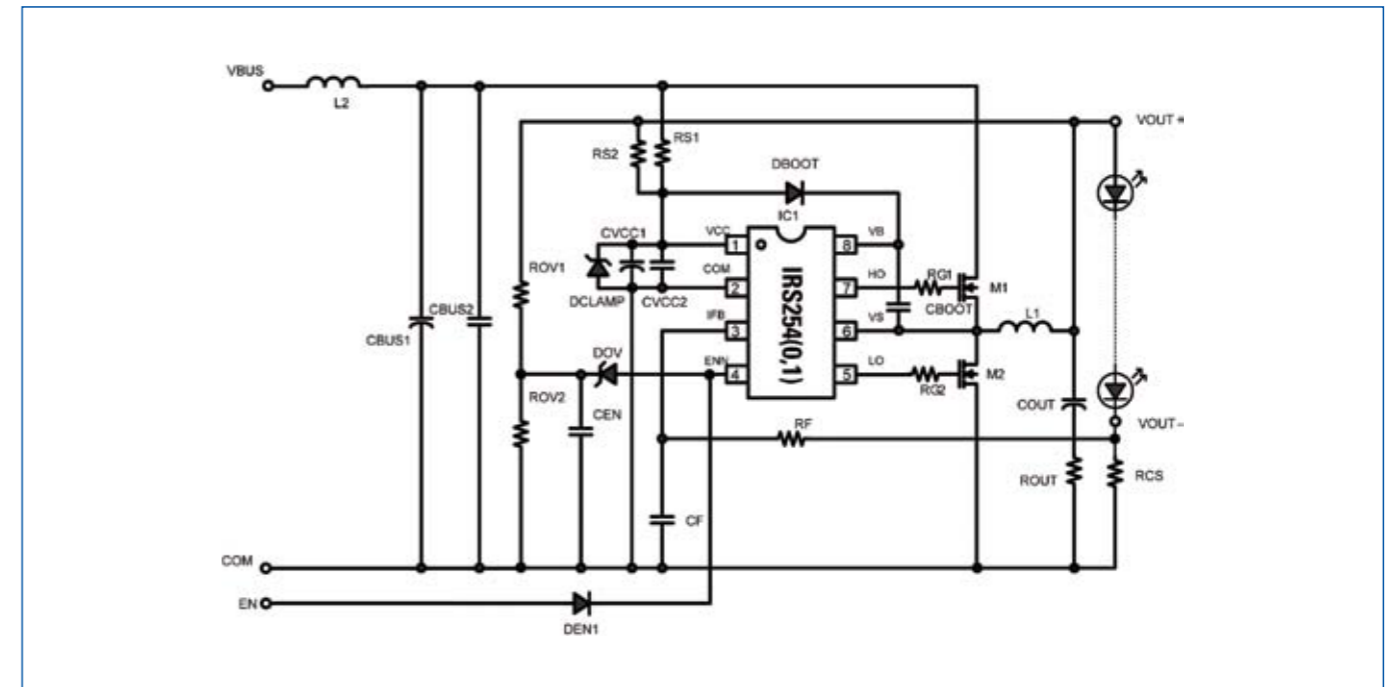 VBUS
L2
VOUT +
RS1
RS2
DBOOT
IC1
CVCC1
VCC
1
8
VB
ROV1
COM
2
7
HO
RG1
M1
DCLAMP
CVCC2
CBOOT
L1
CBUS2
IFB
3
6
VS
IRS254(0,1)
CBUS1
DOV
ENN
4
5
LO
RG2
M2
ROV2
CEN
COUT
RF
VOUT–
ROUT
RCS
CF
COM
EN
DEN1